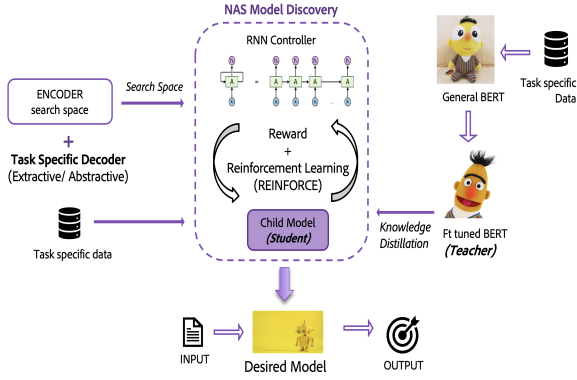 NAS Model Discovery
RNN Controller
A
=
A
A
A
A
ENCODER
search space
Search Space
+
Task Specific Decoder
(Extractive/ Abstractive)
Task specific data
Reward
+
Reinforcement Learning
(REINFORCE)
Child Model
(Student)
General BERT
Task specific
Data
Ft tuned BERT
(Teacher)
Knowledge
Distillation
INPUT
Desired Model
OUTPUT